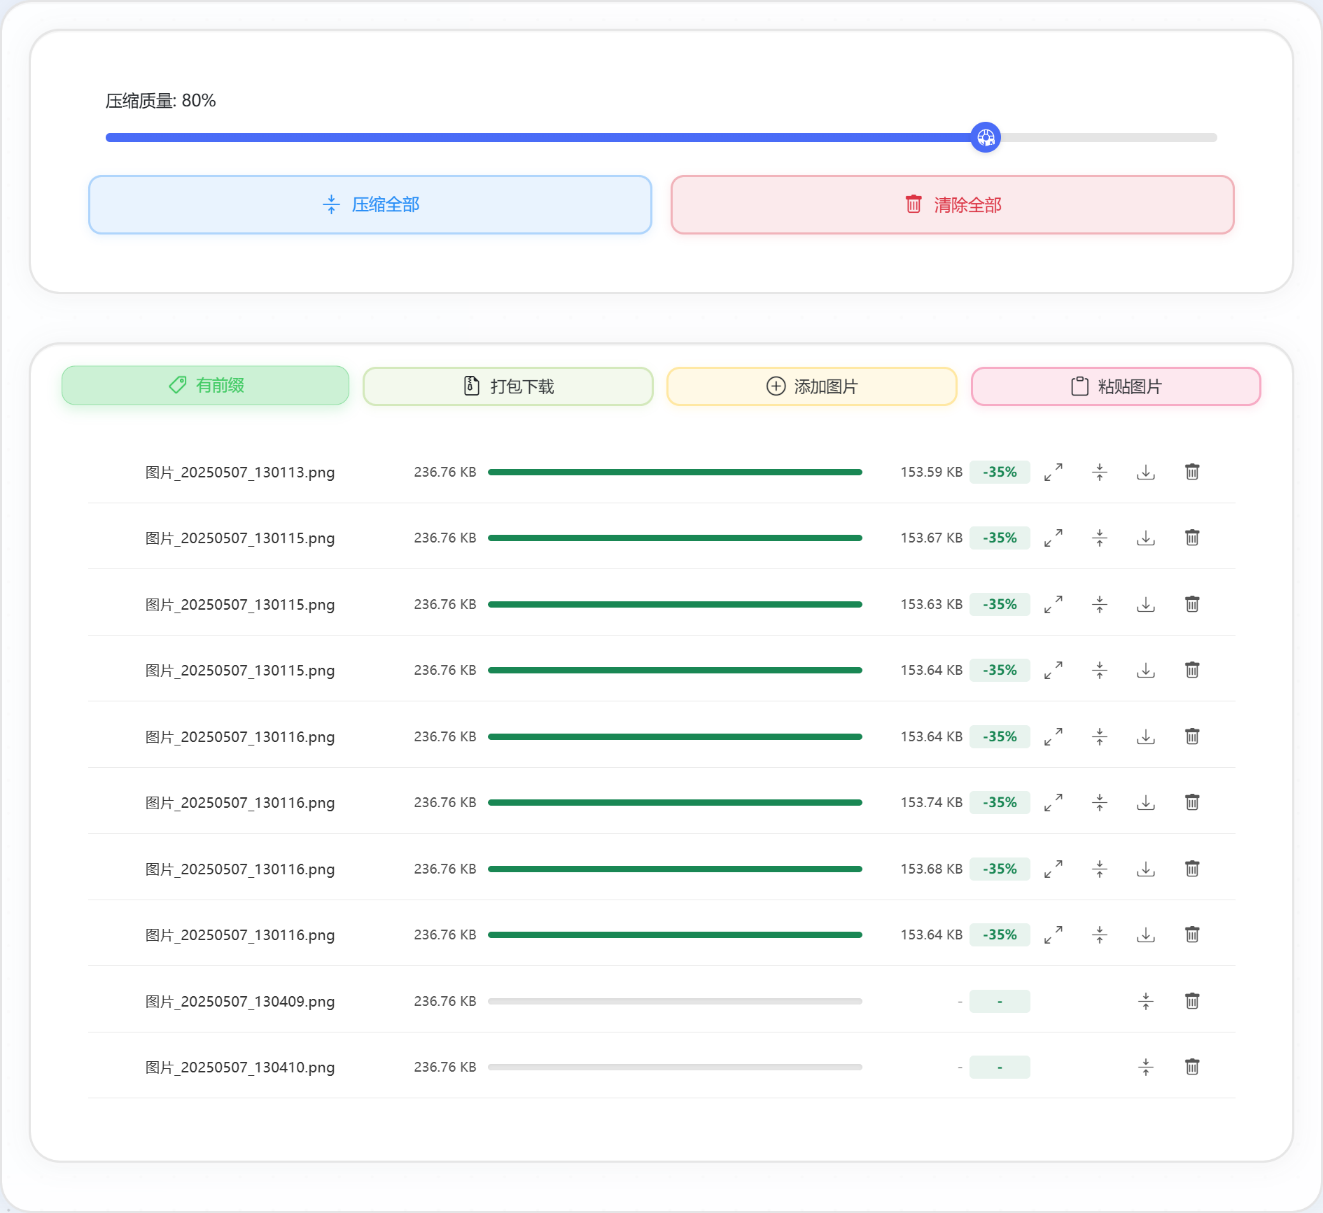 压缩质量: 80%
压缩全部 清除全部
有前缀 打包下载 添加图片 粘贴图片
图片_20250507_130113.png 236.76 KB 153.59 KB -35%
图片_20250507_130115.png 236.76 KB 153.67 KB -35%
图片_20250507_130115.png 236.76 KB 153.63 KB -35%
图片_20250507_130115.png 236.76 KB 153.64 KB -35%
图片_20250507_130116.png 236.76 KB 153.64 KB -35%
图片_20250507_130116.png 236.76 KB 153.74 KB -35%
图片_20250507_130116.png 236.76 KB 153.68 KB -35%
图片_20250507_130116.png 236.76 KB 153.64 KB -35%
图片_20250507_130409.png 236.76 KB - -
图片_20250507_130410.png 236.76 KB - -